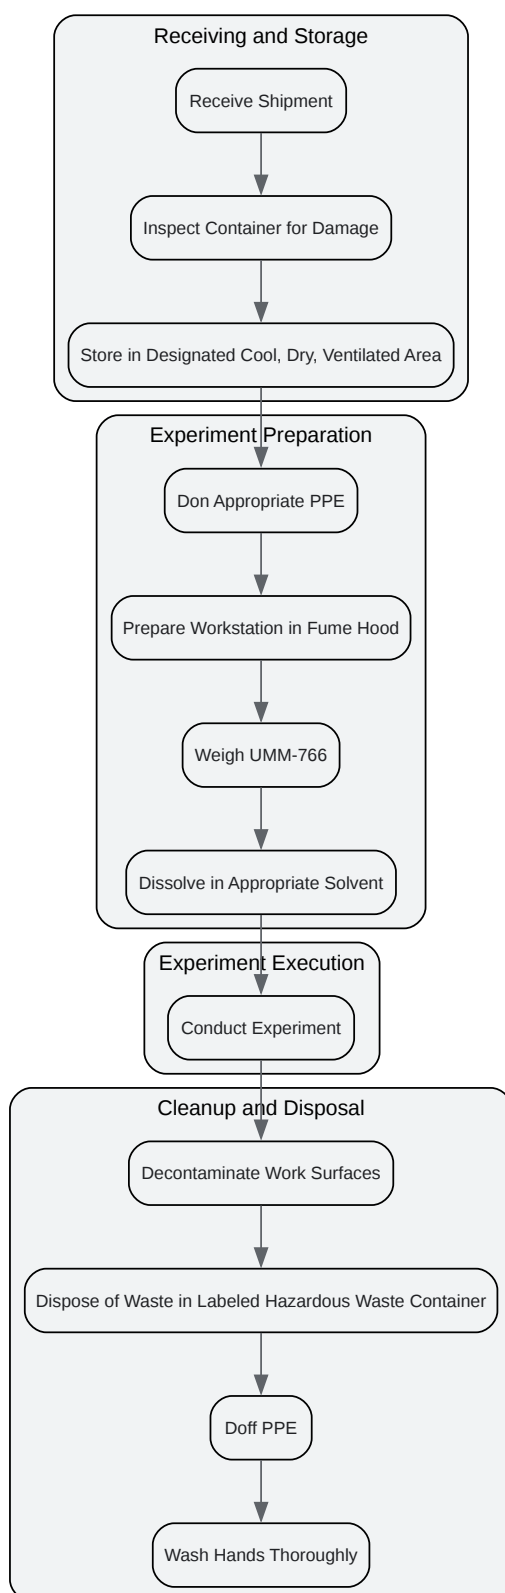 Receiving and Storage
Receive Shipment
Inspect Container for Damage
Store in Designated Cool, Dry, Ventilated Area
Experiment Preparation
Don Appropriate PPE
Prepare Workstation in Fume Hood
Weigh UMM-766
Dissolve in Appropriate Solvent
Experiment Execution
Conduct Experiment
Cleanup and Disposal
Decontaminate Work Surfaces
Dispose of Waste in Labeled Hazardous Waste Container
Doff PPE
Wash Hands Thoroughly